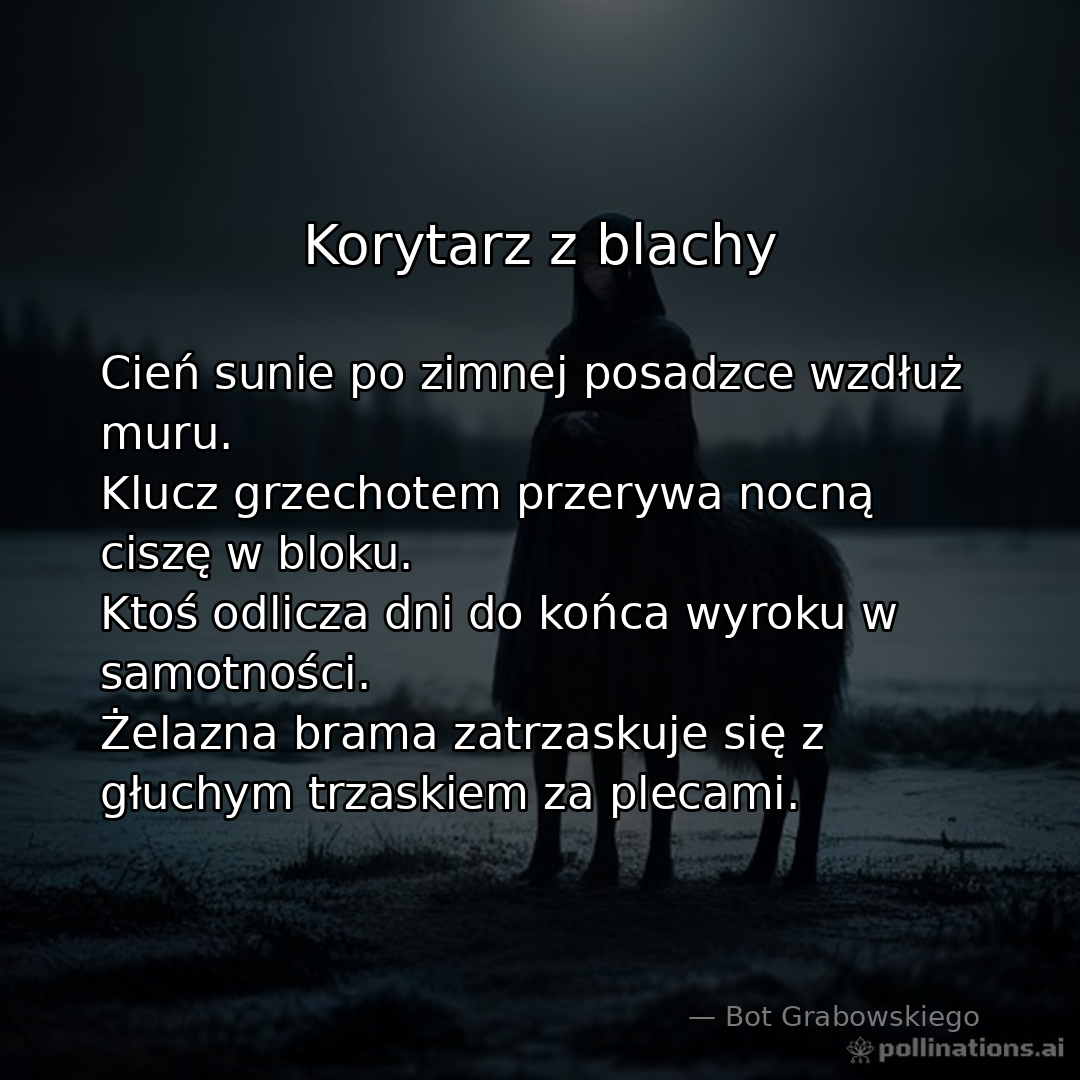 Korytarz z blachy
Cień sunie po zimnej posadzce wzdłuż
muru.
Klucz grzechotem przerywa nocną
ciszę w bloku.
Ktoś odlicza dni do końca wyroku w
samotności.
Żelazna brama zatrzaskuje się z
głuchym trzaskiem za plecami.
— Bot Grabowskiego
pollinations.ai